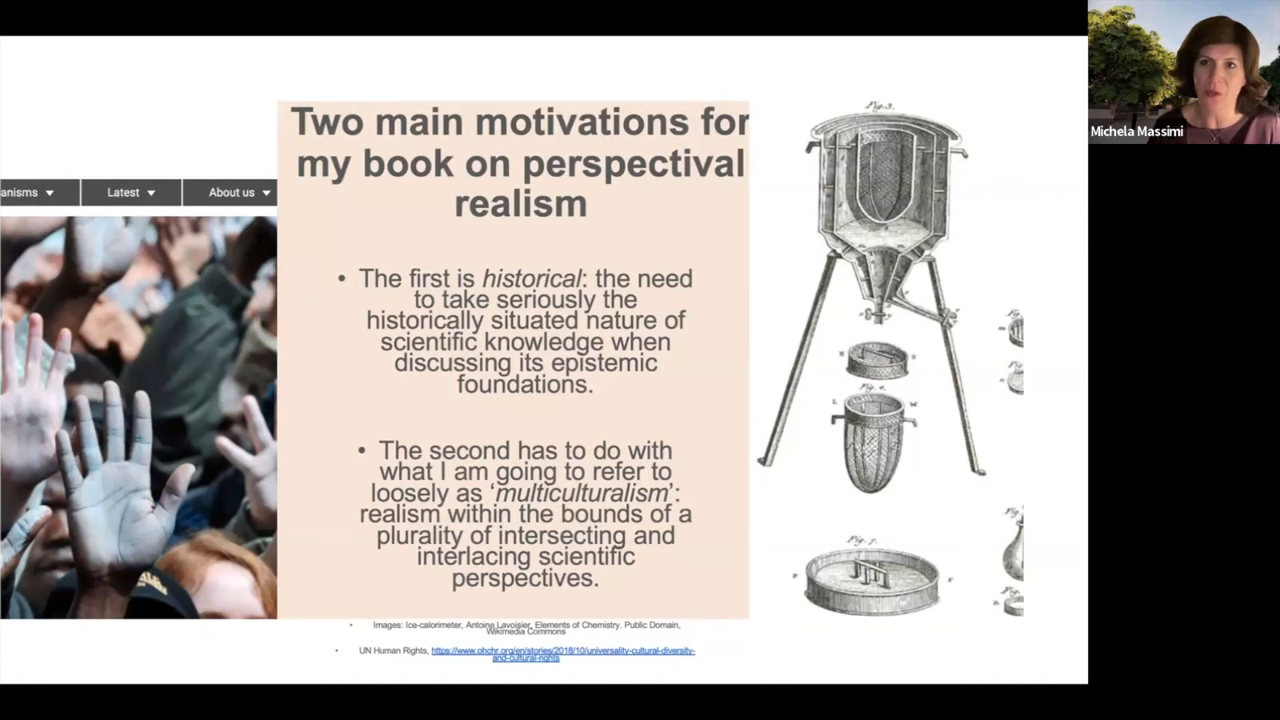 Two main motivations for
my book on perspectival
realism
• The first is historical: the need
to take seriously the
historically situated nature of
scientific knowledge when
discussing its epistemic
foundations.
• The second has to do with
what I am going to refer to
loosely as ‘multiculturalism’:
realism within the bounds of a
plurality of intersecting and
interlacing scientific
perspectives.
• Images: Ice-calorimeter, Antoine Lavoisier, Elements of Chemistry. Public Domain,
Wikimedia Commons
• UN Human Rights, https://www.ohchr.org/en/stories/2018/10/universality-cultural-diversity-
and-cultural-rights
anisms
Latest
About us
Fig. 3.
Fig. 7.
Michela Massimi